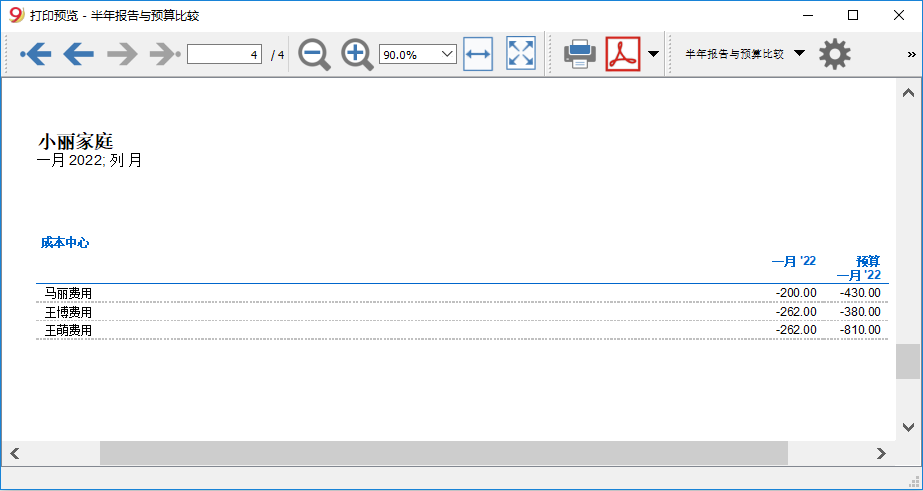 打印预览 - 半年报告与预算比较
4 / 4 90.0% 半年报告与预算比较 »
小丽家庭
一月 2022; 列 月
成本中心
一月 '22 预算
一月 '22
马丽费用 -200.00 -430.00
王博费用 -262.00 -380.00
王萌费用 -262.00 -810.00